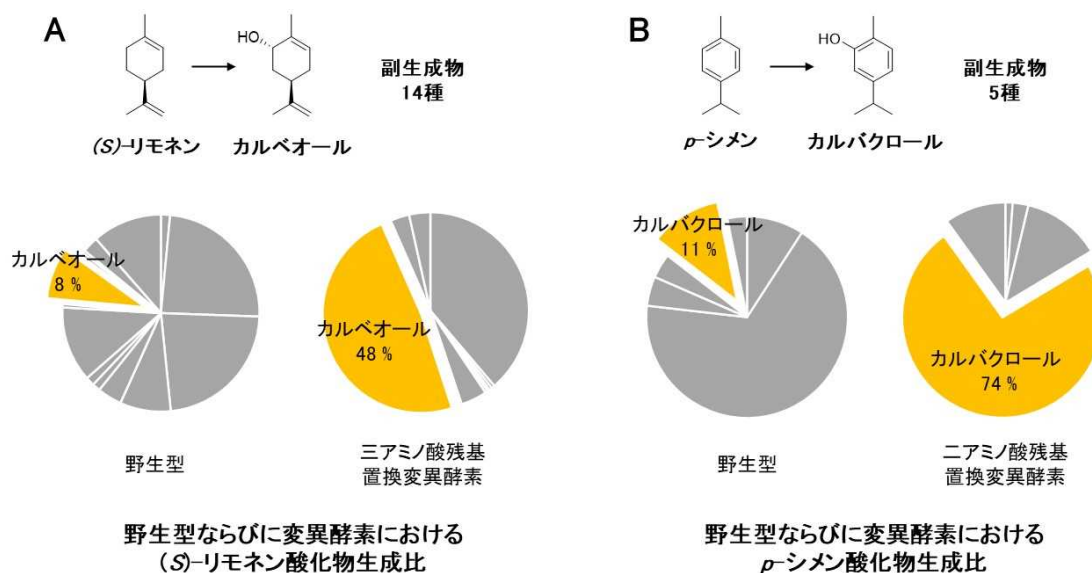 A
HO
(S)-リモネン
カルベオール
副生成物
14種
カルベオール
8 %
カルベオール
48 %
野生型
三アミノ酸残基
置換変異酵素
野生型ならびに変異酵素における
(S)-リモネン酸化物生成比
B
HO
p-シメン
カルバクロール
副生成物
5種
カルバクロール
11 %
カルバクロール
74 %
野生型
二アミノ酸残基
置換変異酵素
野生型ならびに変異酵素における
p-シメン酸化物生成比